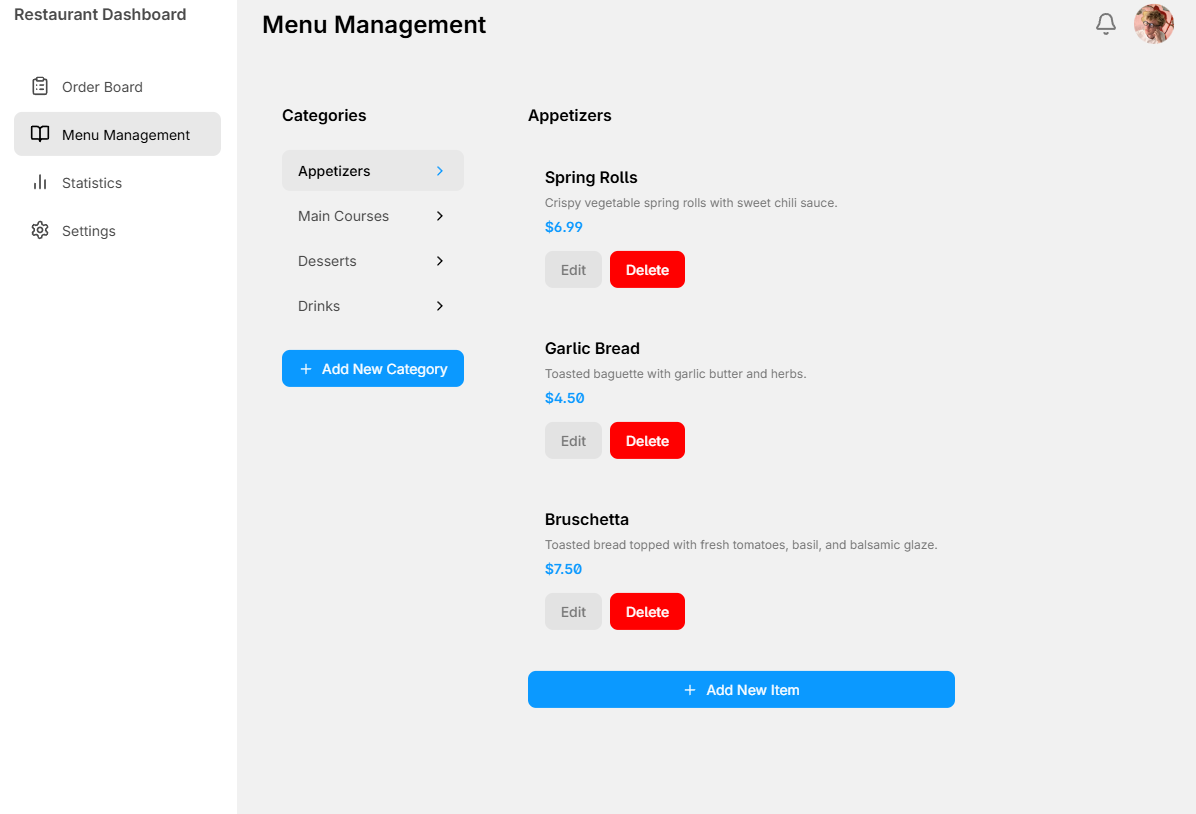 Restaurant Dashboard
Order Board
Menu Management
Statistics
Settings
Menu Management
Categories
Appetizers
Main Courses
Desserts
Drinks
Add New Category
Appetizers
Spring Rolls
Crispy vegetable spring rolls with sweet chili sauce.
$6.99
Edit Delete
Garlic Bread
Toasted baguette with garlic butter and herbs.
$4.50
Edit Delete
Bruschetta
Toasted bread topped with fresh tomatoes, basil, and balsamic glaze.
$7.50
Edit Delete
Add New Item